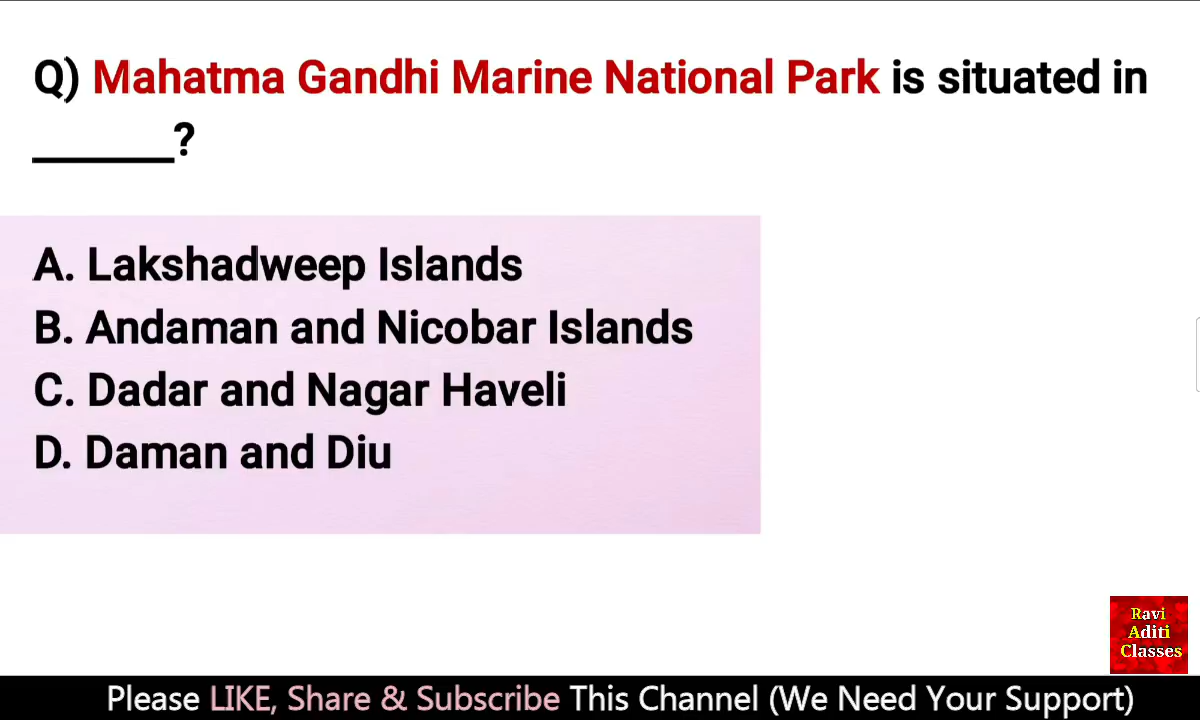 Q) Mahatma Gandhi Marine National Park is situated in
______?
A. Lakshadweep Islands
B. Andaman and Nicobar Islands
C. Dadar and Nagar Haveli
D. Daman and Diu
Ravi
Aditi
Classes
Please LIKE, Share & Subscribe This Channel (We Need Your Support)